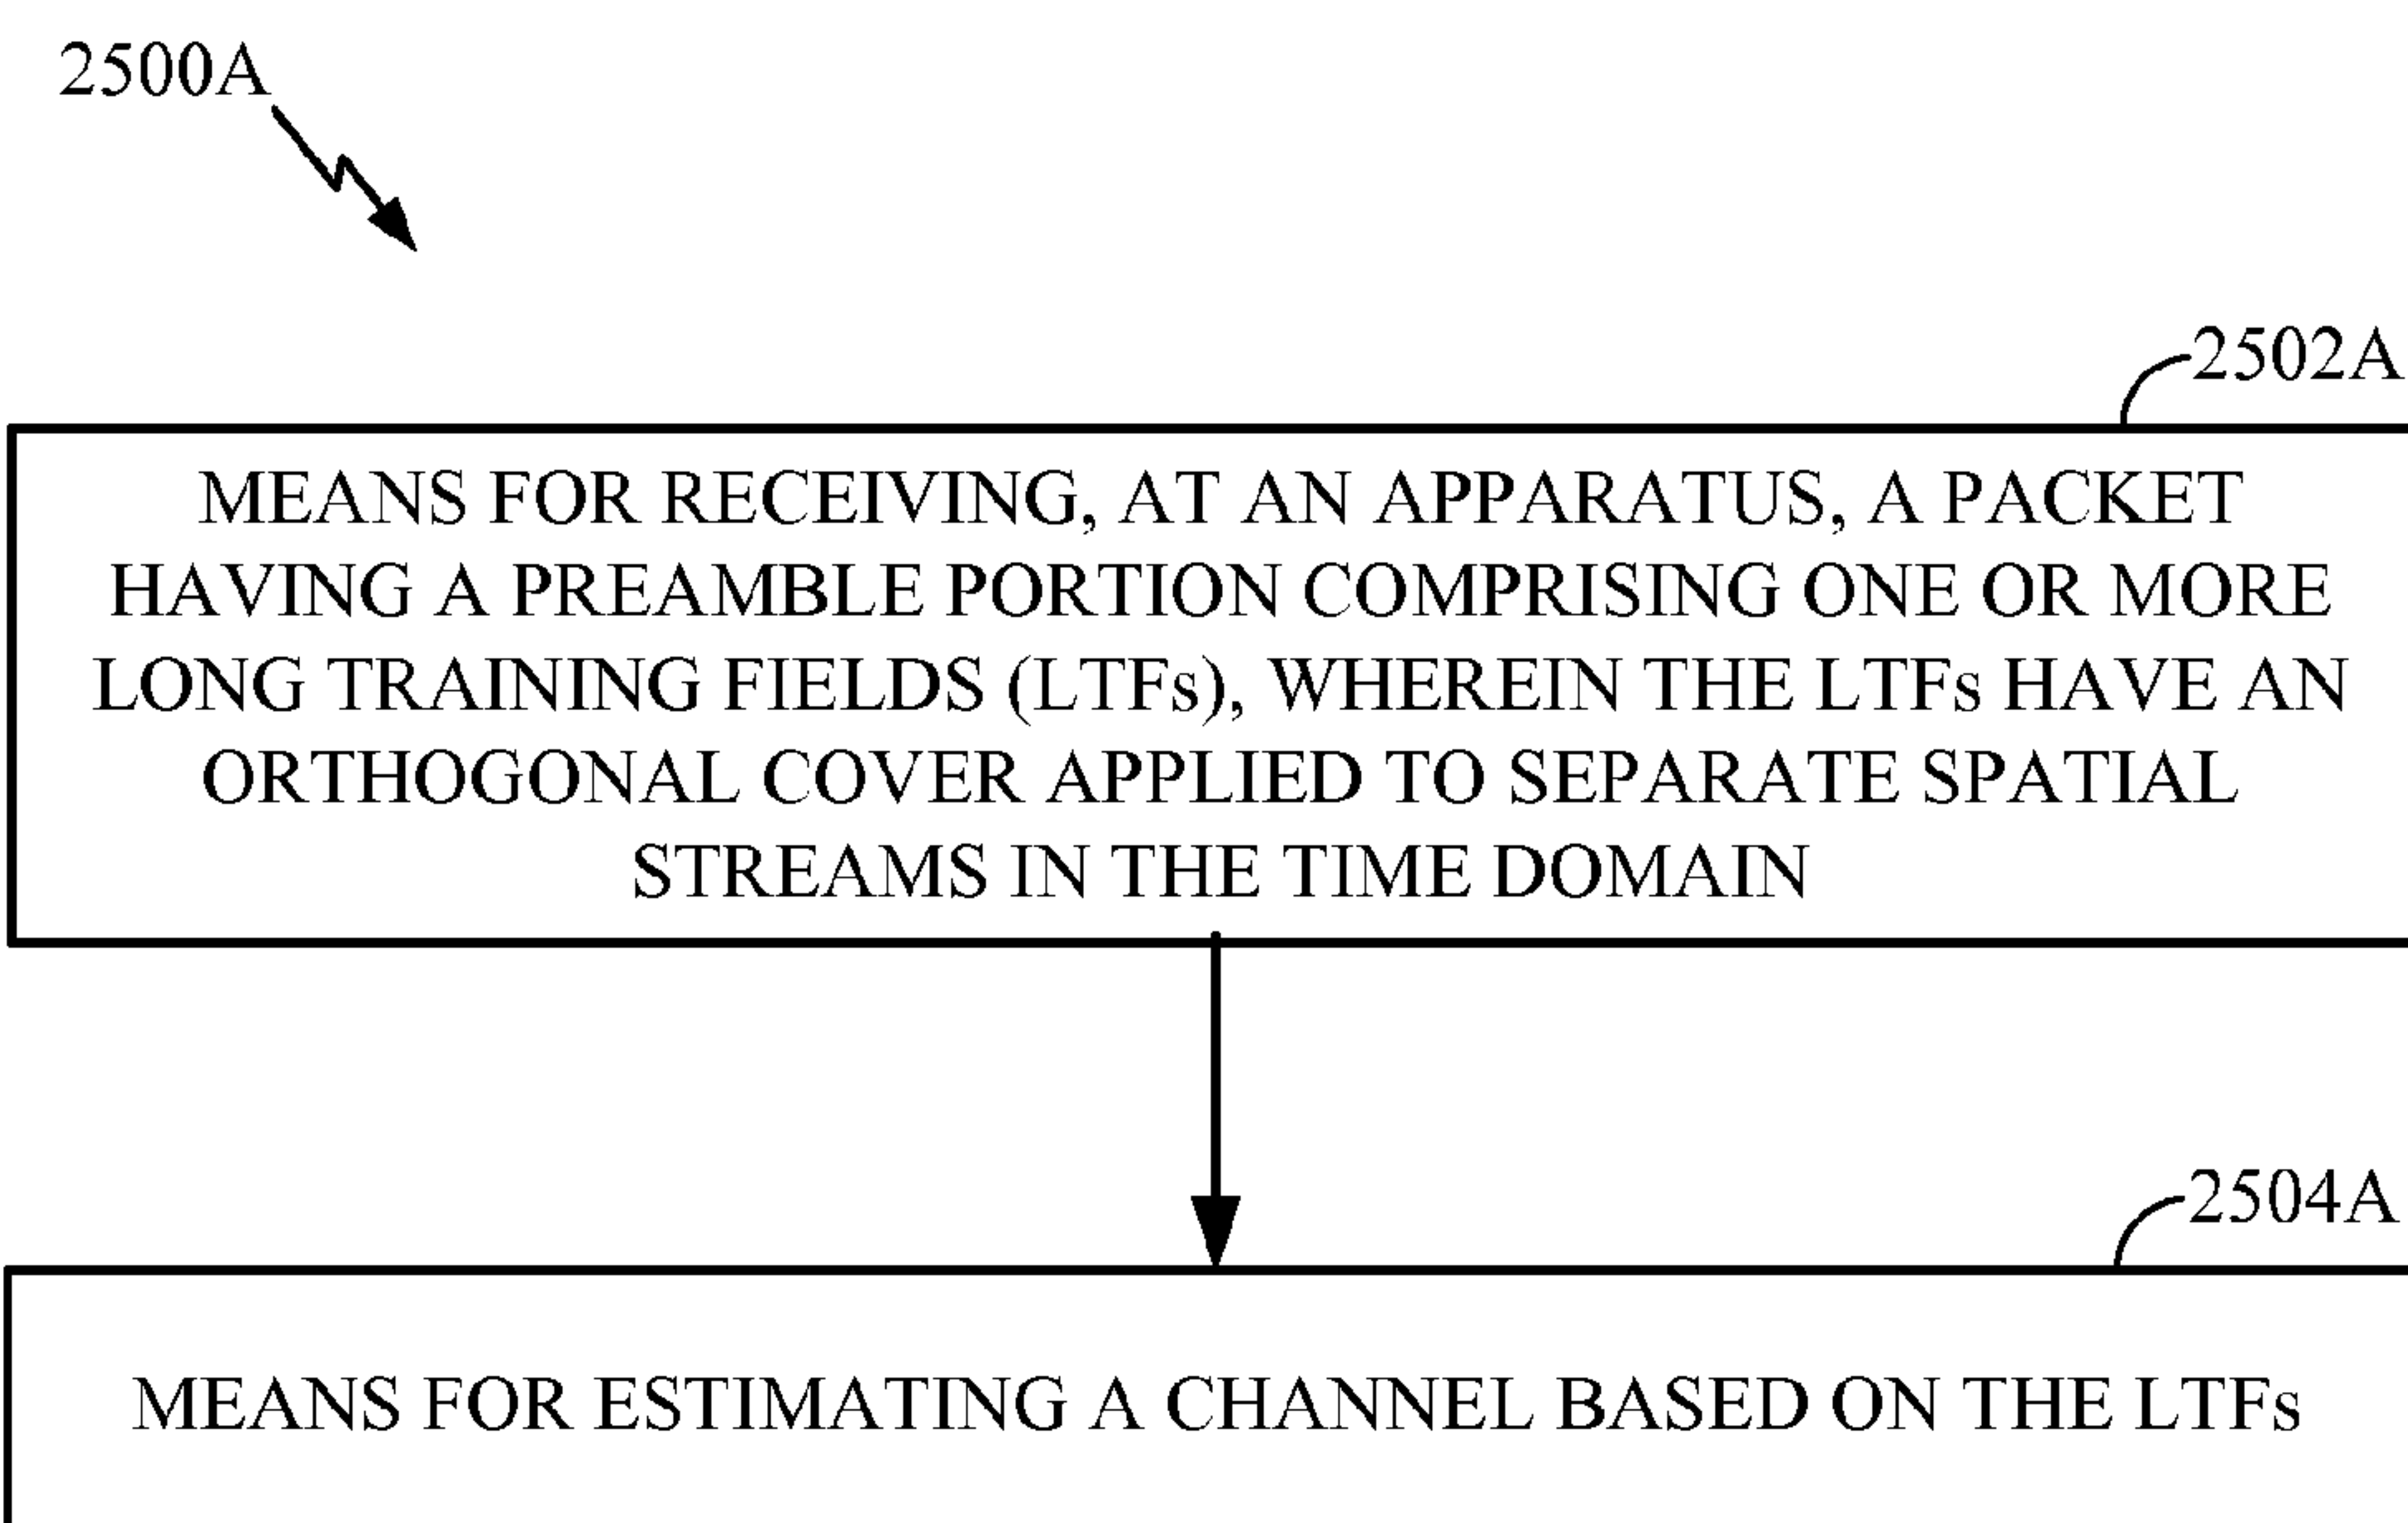 2500A
2502A
MEANS FOR RECEIVING, AT AN APPARATUS, A PACKET
HAVING A PREAMBLE PORTION COMPRISING ONE OR MORE
LONG TRAINING FIELDS (LTFs), WHEREIN THE LTFs HAVE AN
ORTHOGONAL COVER APPLIED TO SEPARATE SPATIAL
STREAMS IN THE TIME DOMAIN
2504A
MEANS FOR ESTIMATING A CHANNEL BASED ON THE LTFs